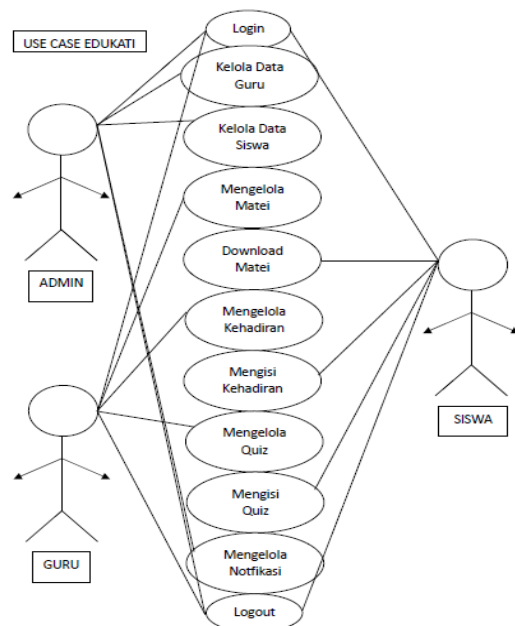 USE CASE EDUKATI
Login
Kelola Data
Guru
Kelola Data
Siswa
Mengelola
Matei
Download
Matei
Mengelola
Kehadiran
Mengisi
Kehadiran
Mengelola
Quiz
Mengisi
Quiz
Mengelola
Notfikasi
Logout
ADMIN
GURU
SISWA